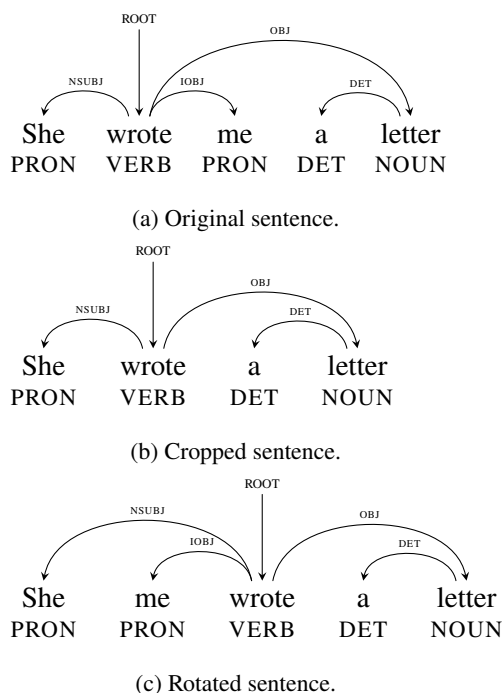 ROOT
OBJ
NSUBJ IOBJ DET
She wrote me a letter
PRON VERB PRON DET NOUN
(a) Original sentence.
ROOT
NSUBJ OBJ
DET
She wrote a letter
PRON VERB DET NOUN
(b) Cropped sentence.
ROOT
NSUBJ OBJ
IOBJ DET
She me wrote a letter
PRON PRON VERB DET NOUN
(c) Rotated sentence.